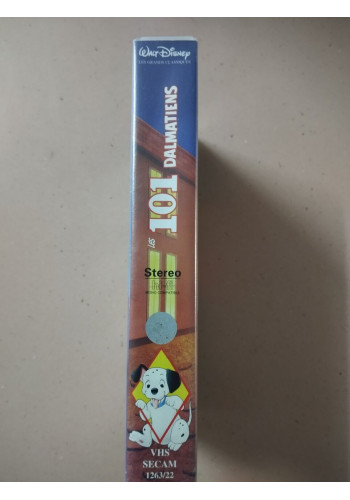 WALT DISNEY
LES GRANDS CLASSIQUES
LES 101 DALMATIENS
Stereo
VHS
SECAM
1263/22